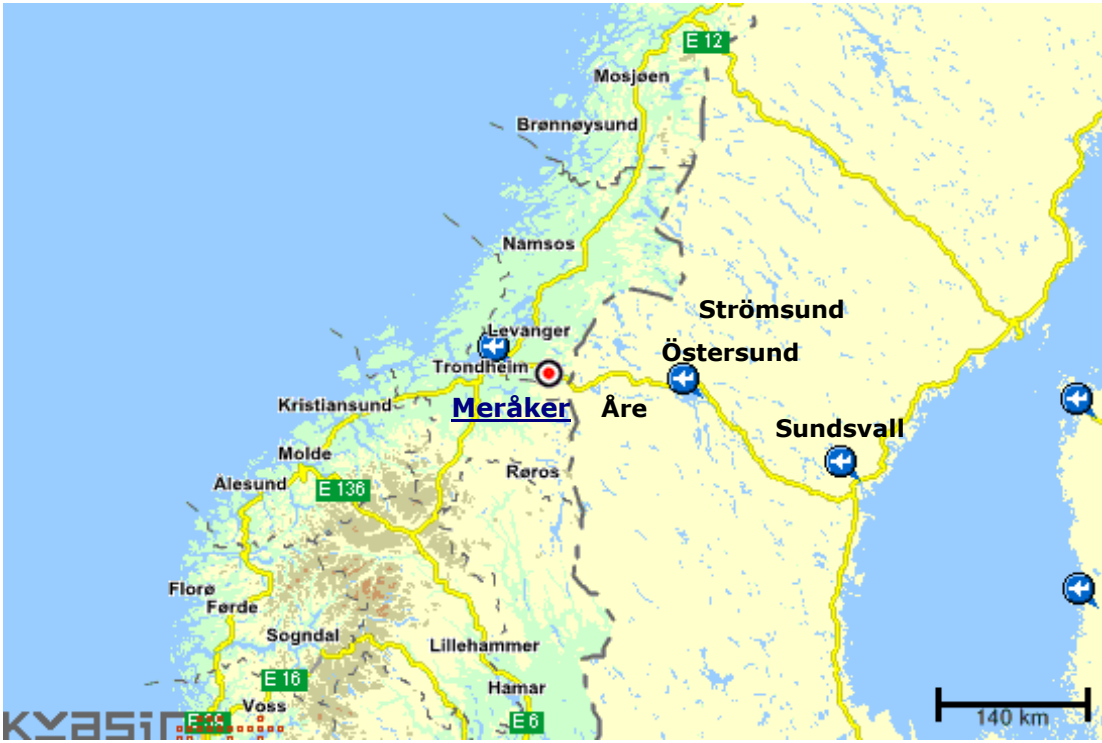 E 12
Mosjøen
Brønnøysund
Namsos
Strömsund
Levanger
Östersund
Trondheim
Meråker Åre
Kristiansund
Sundsvall
Molde
Røros
Ålesund
E 136
Florø
Førde
Sogndal
Lillehammer
E 16
Hamar
Voss
E 6
140 km